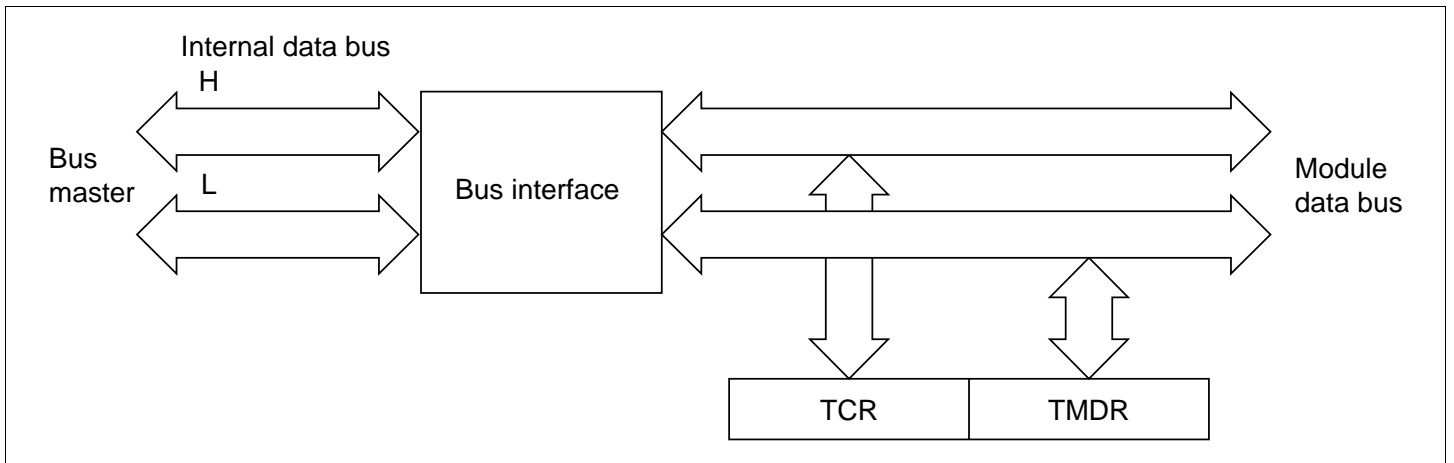 Internal data bus
H
Bus
master
L
Bus interface
Module
data bus
TCR
TMDR